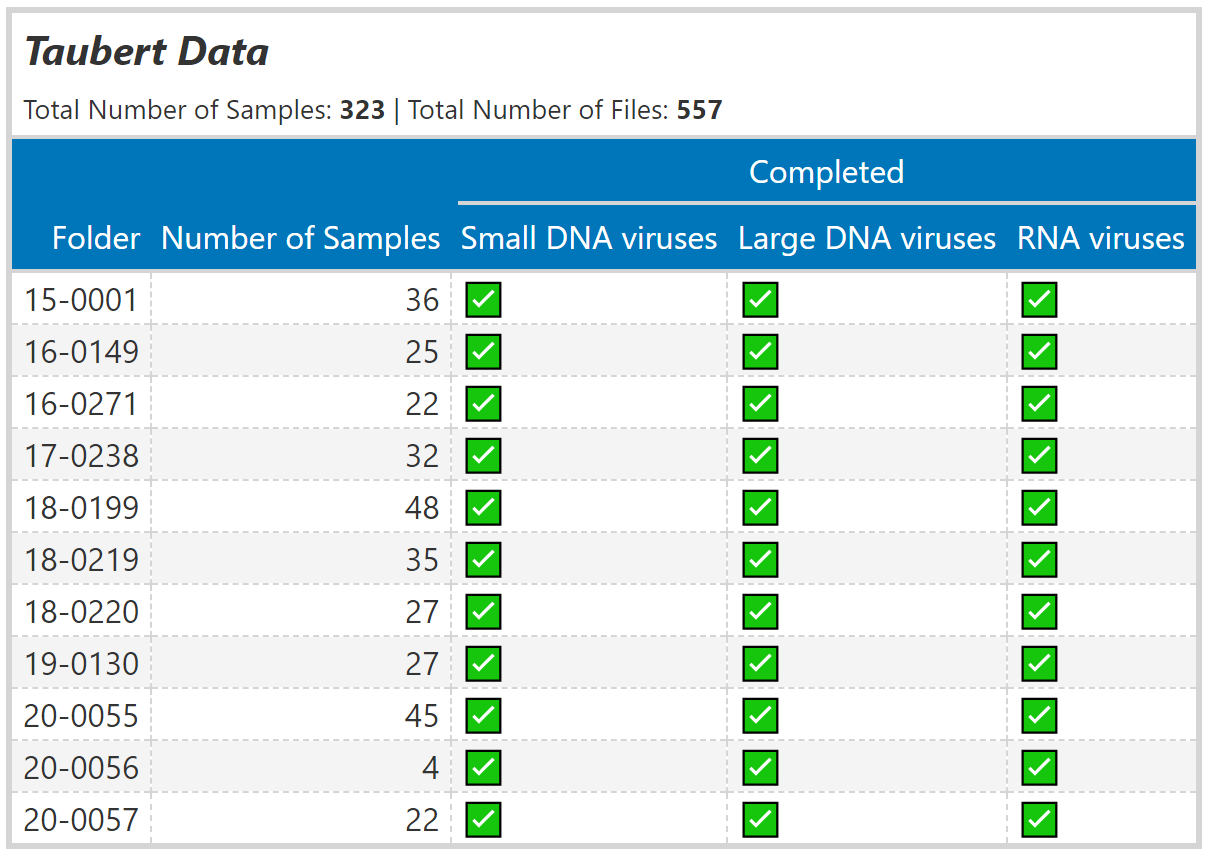 Taubert Data
Total Number of Samples: 323 | Total Number of Files: 557
Completed
Folder Number of Samples Small DNA viruses Large DNA viruses RNA viruses
15-0001 36 ✅ ✅ ✅
16-0149 25 ✅ ✅ ✅
16-0271 22 ✅ ✅ ✅
17-0238 32 ✅ ✅ ✅
18-0199 48 ✅ ✅ ✅
18-0219 35 ✅ ✅ ✅
18-0220 27 ✅ ✅ ✅
19-0130 27 ✅ ✅ ✅
20-0055 45 ✅ ✅ ✅
20-0056 4 ✅ ✅ ✅
20-0057 22 ✅ ✅ ✅